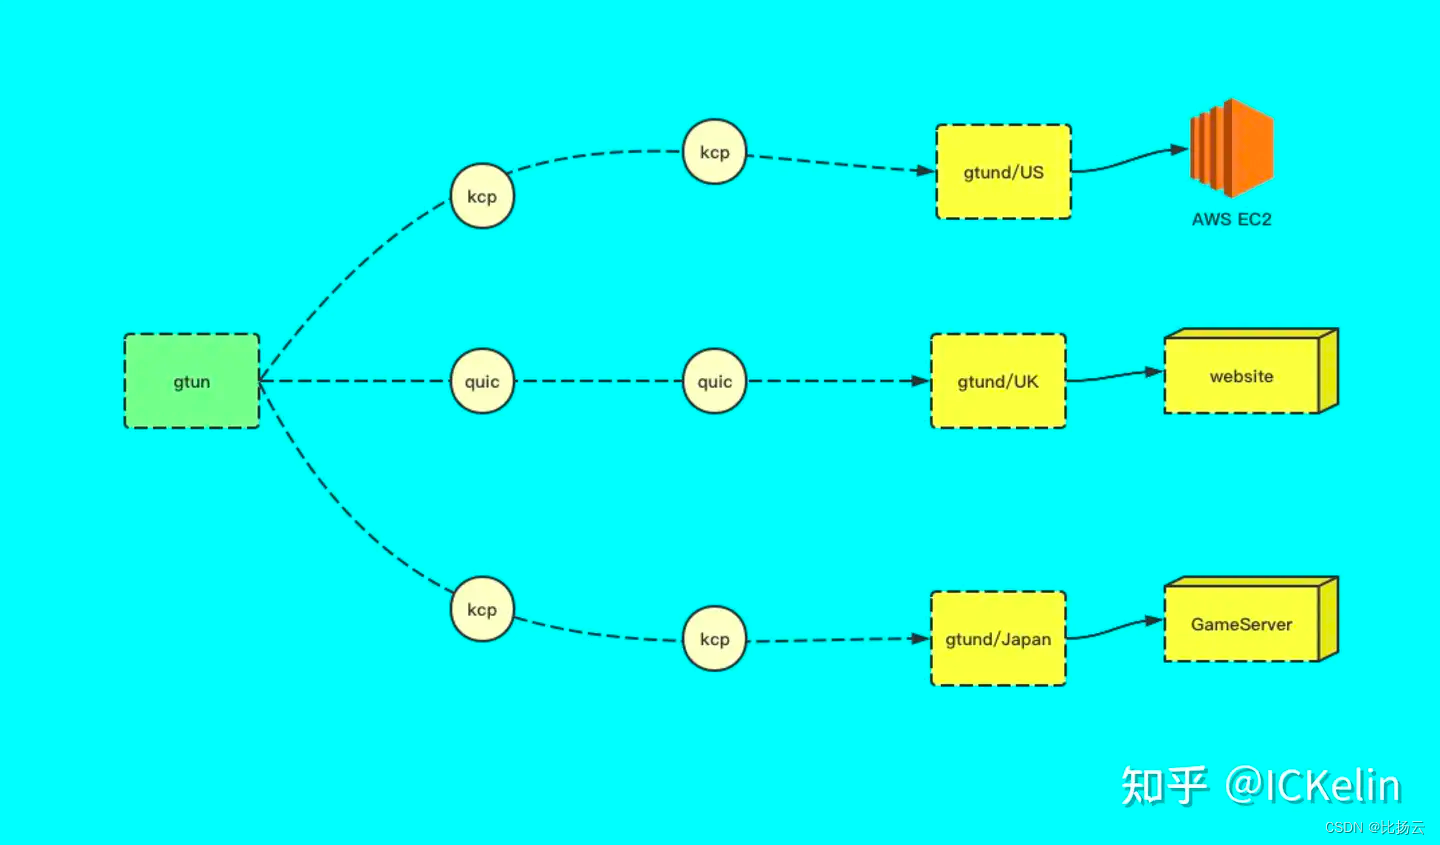 kcp
kcp
gtund/US
AWS EC2
gtun
quic
quic
gtund/UK
website
kcp
kcp
gtund/Japan
GameServer
知乎 @ICKelin
CSDN @比扬云